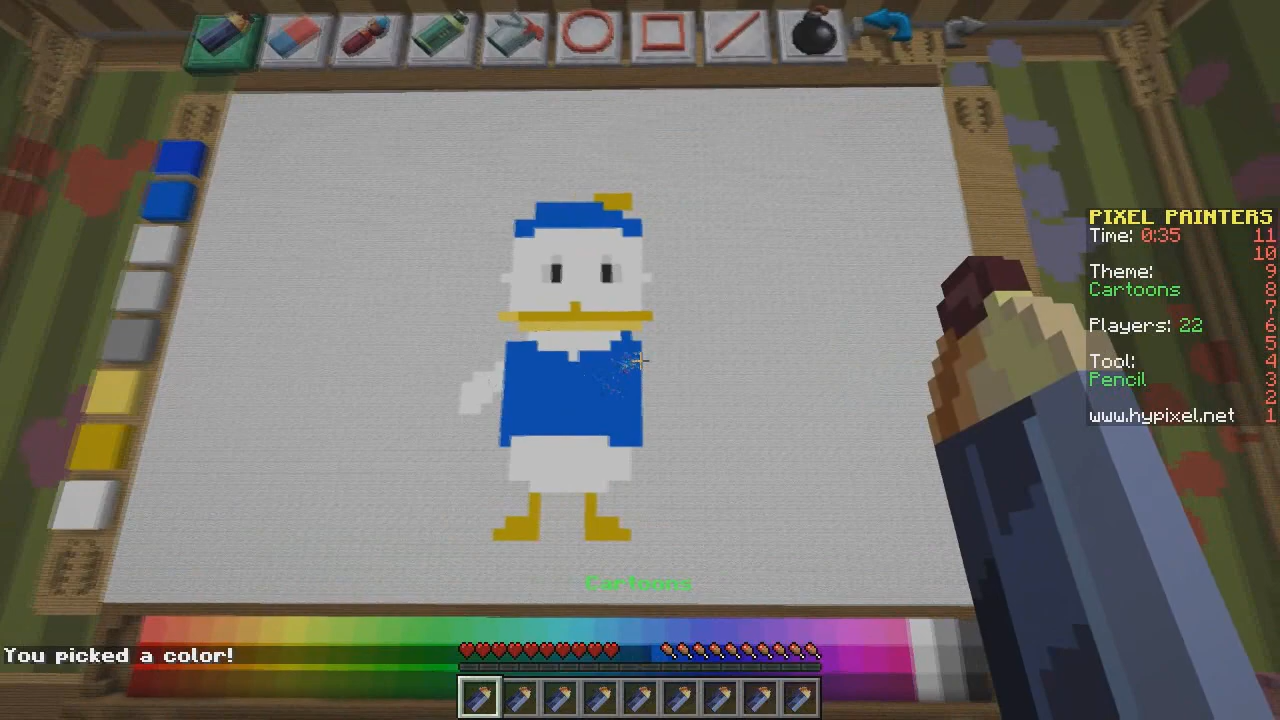 PIXEL PAINTERS
Time: 0:35 11
10
Theme: 9
Cartoons 8
7
Players: 22 6
5
Tool: 4
Pencil 3
2
www.hypixel.net 1
Cartoons
You picked a color!